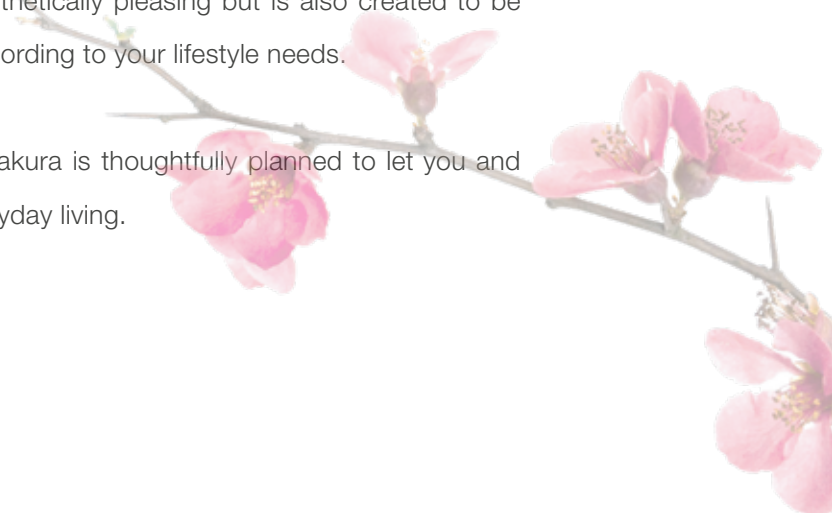 thetically pleasing but is also created to be
ording to your lifestyle needs.
akura is thoughtfully planned to let you and
yday living.